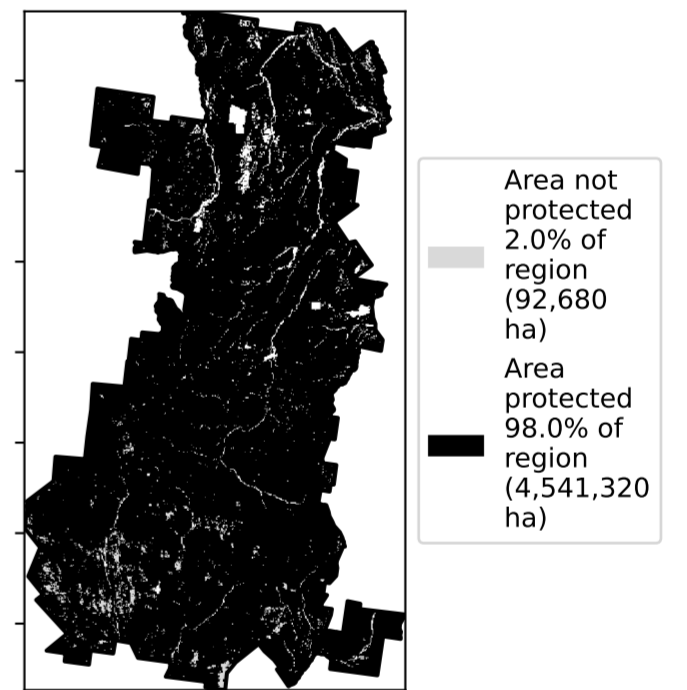 Area not
protected
2.0% of
region
(92,680
ha)
Area
protected
98.0% of
region
(4,541,320
ha)